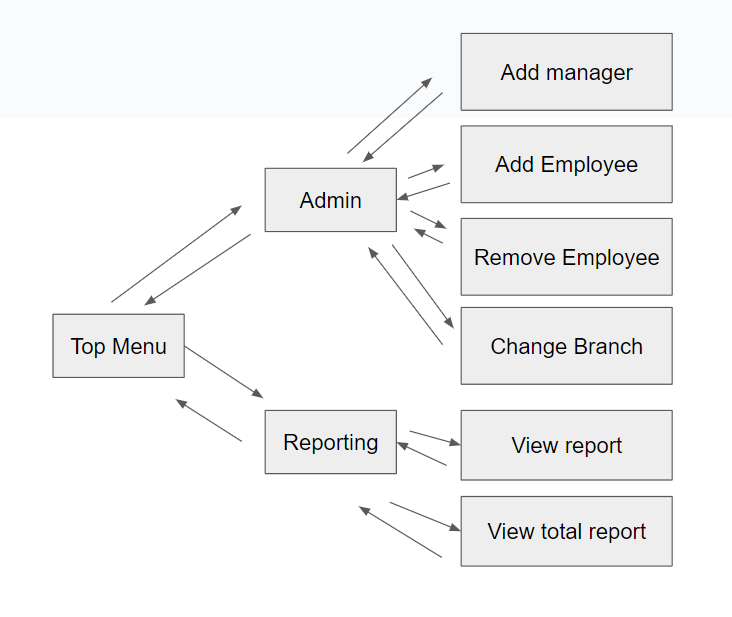 Add manager
Add Employee
Admin
Remove Employee
Top Menu
Change Branch
Reporting
View report
View total report